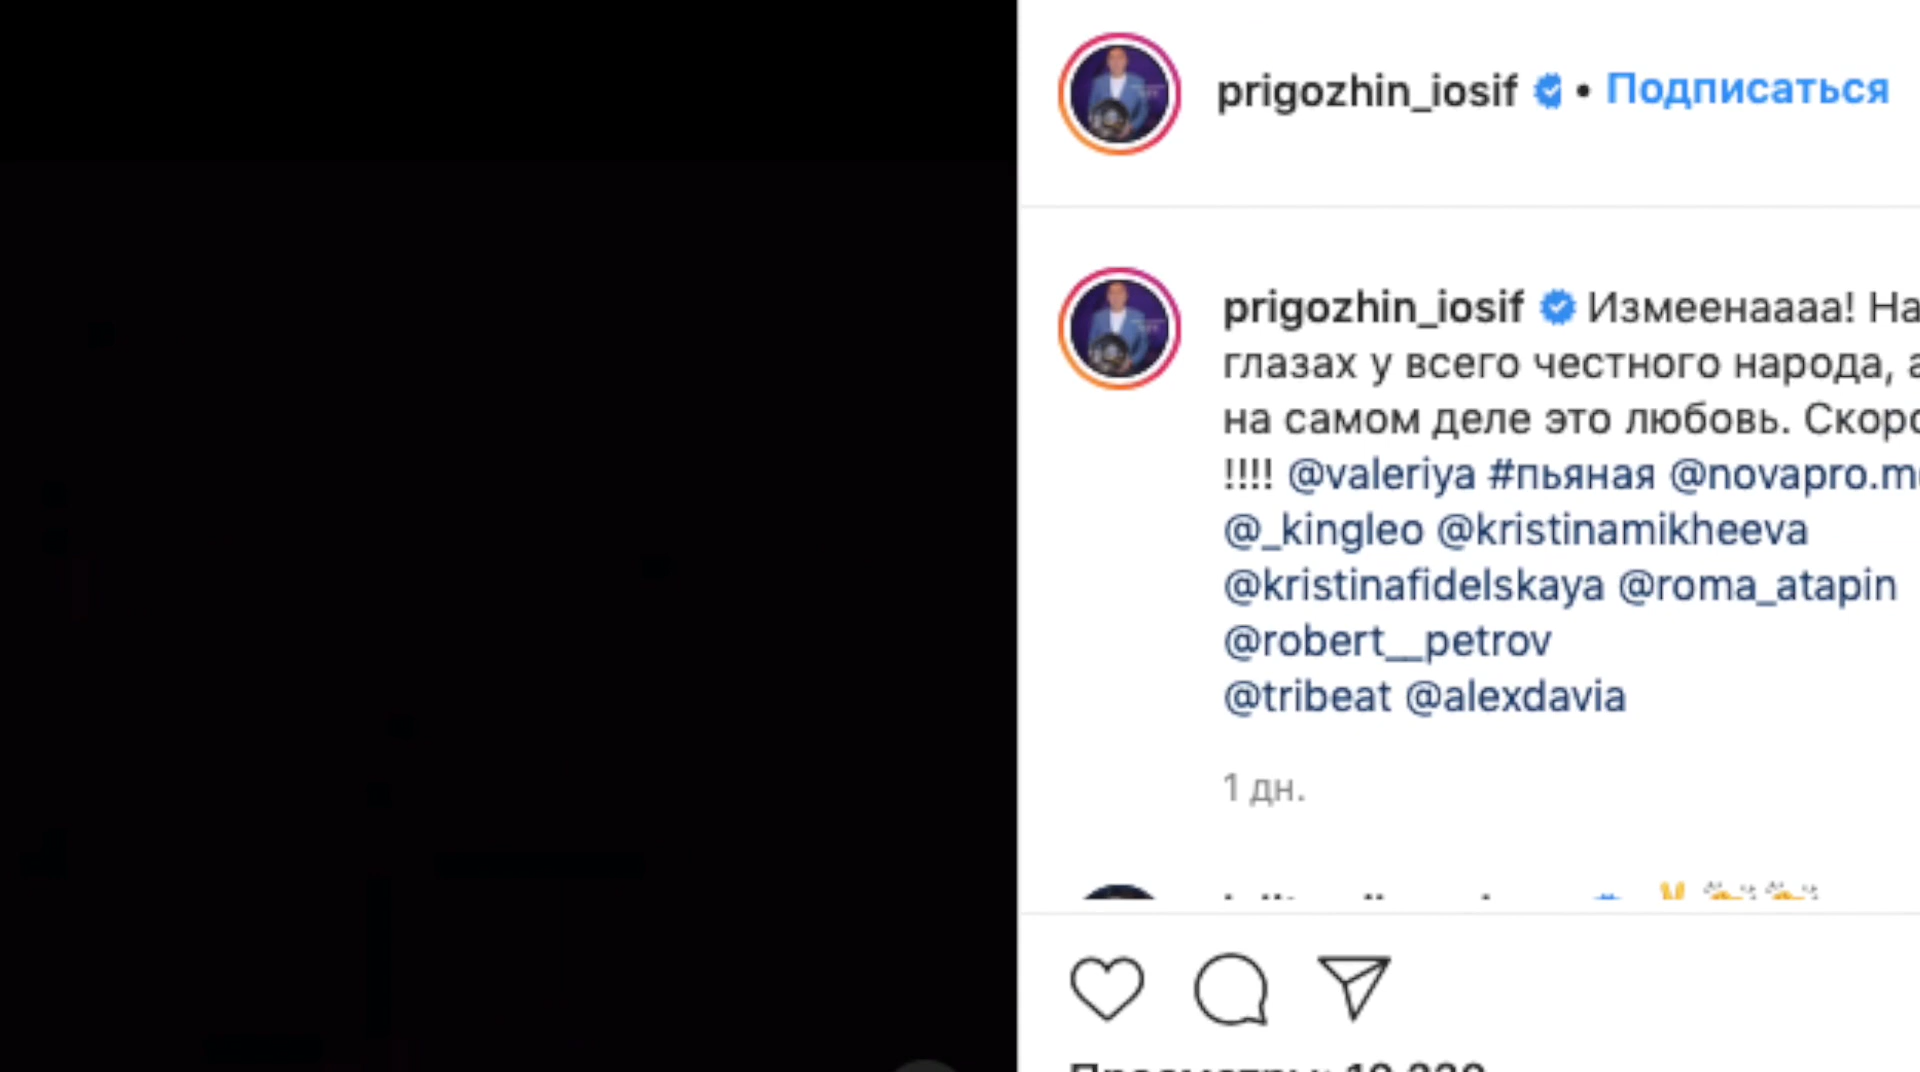 prigozhin_iosif • Подписаться
prigozhin_iosif Измеенаааа! На
глазах у всего честного народа, а
на самом деле это любовь. Скоро
!!!! @valeriya #пьяная
@_kingleo @kristinamikheeva
@kristinafidelskaya @roma_atapin
@robert__petrov
@tribeat @alexdavia
1 дн.